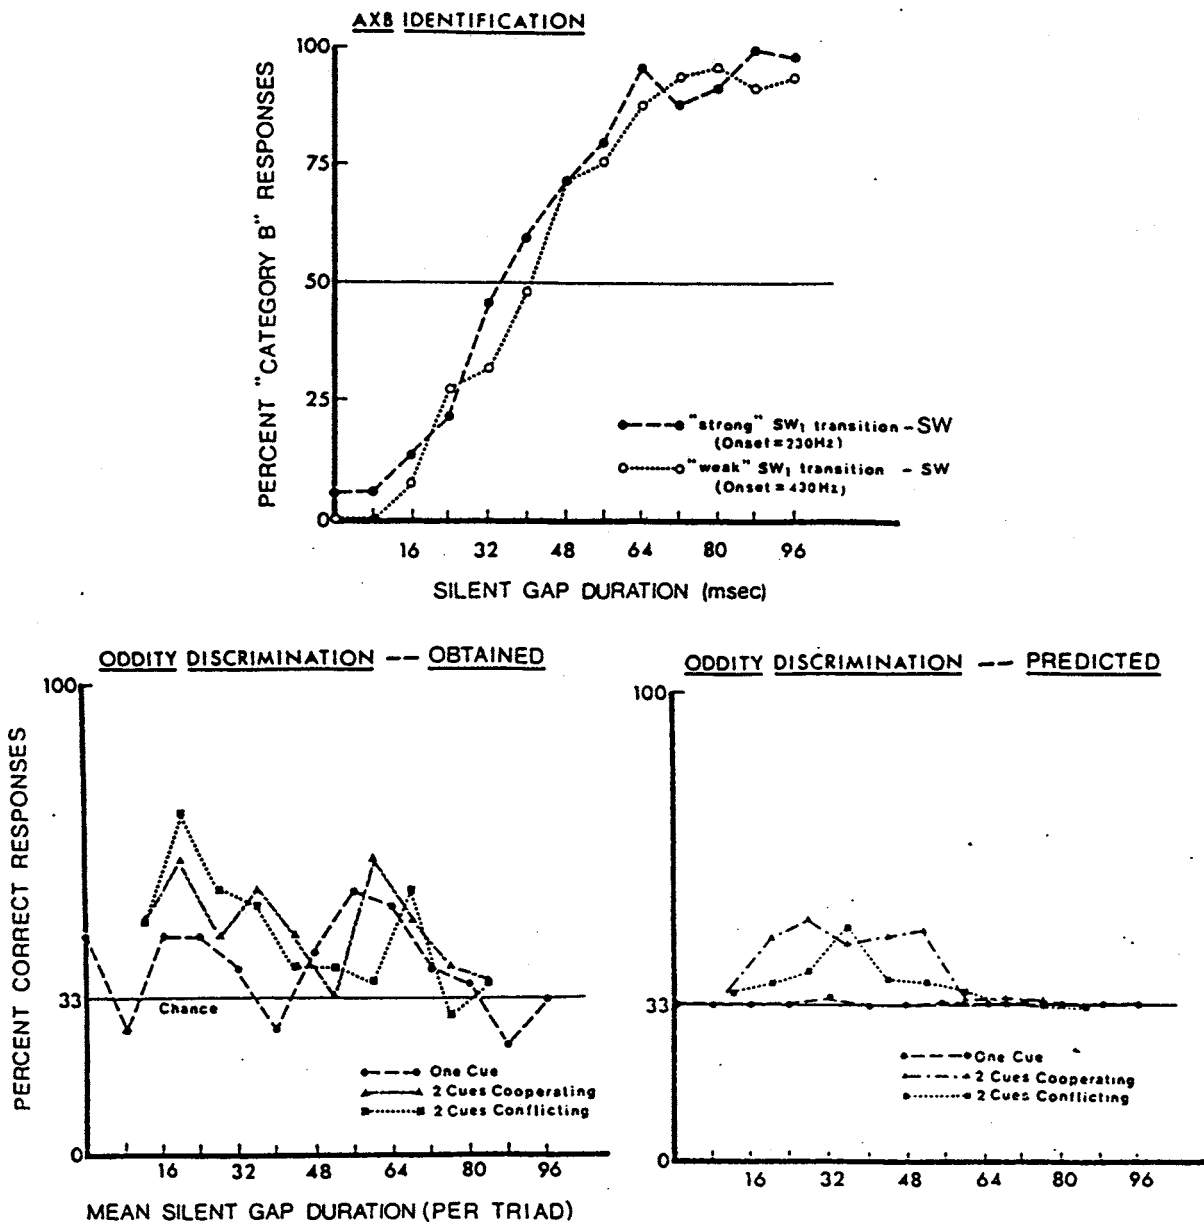 AXB IDENTIFICATION
100
75
50
25
0
PERCENT "CATEGORY B" RESPONSES
"strong" SW₁ transition - SW
(Onset = 230Hz)
"weak" SW₁ transition - SW
(Onset = 430Hz)
16 32 48 64 80 96
SILENT GAP DURATION (msec)
ODDITY DISCRIMINATION -- OBTAINED
100
33
0
PERCENT CORRECT RESPONSES
Chance
One Cue
2 Cues Cooperating
2 Cues Conflicting
16 32 48 64 80 96
MEAN SILENT GAP DURATION (PER TRIAD)
ODDITY DISCRIMINATION -- PREDICTED
100
33
0
One Cue
2 Cues Cooperating
2 Cues Conflicting
16 32 48 64 80 96